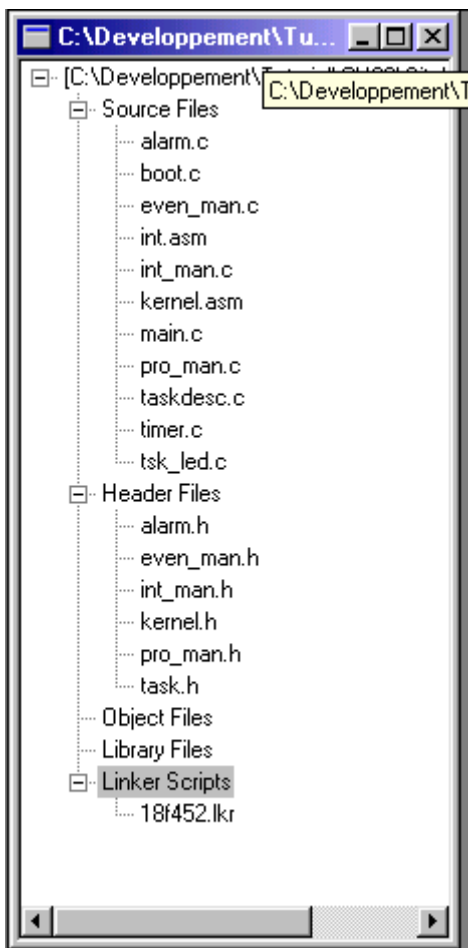 C:\Developpement\Tu...
[C:\Developpement\
C:\Developpement\T
Source Files
alarm.c
boot.c
even_man.c
int.asm
int_man.c
kernel.asm
main.c
pro_man.c
taskdesc.c
timer.c
tsk_led.c
Header Files
alarm.h
even_man.h
int_man.h
kernel.h
pro_man.h
task.h
Object Files
Library Files
Linker Scripts
18f452.lkr